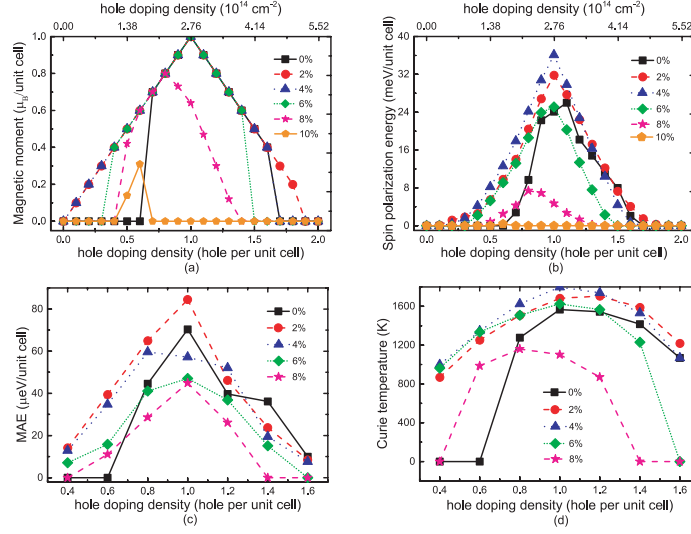 hole doping density (10¹⁴ cm⁻²)
0.00 1.38 2.76 4.14 5.52
Magnetic moment (μB/unit cell)
1.0
0.8
0.6
0.4
0.2
0.0
0%
2%
4%
6%
8%
10%
0.0 0.5 1.0 1.5 2.0
hole doping density (hole per unit cell)
(a)
hole doping density (10¹⁴ cm⁻²)
0.00 1.38 2.76 4.14 5.52
Spin polarization energy (meV/unit cell)
40
32
24
16
8
0
0%
2%
4%
6%
8%
10%
0.0 0.5 1.0 1.5 2.0
hole doping density (hole per unit cell)
(b)
MAE (μeV/unit cell)
80
60
40
20
0
0%
2%
4%
6%
8%
0.4 0.6 0.8 1.0 1.2 1.4 1.6
hole doping density (hole per unit cell)
(c)
Curie temperature (K)
1600
1200
800
400
0
0%
2%
4%
6%
8%
0.4 0.6 0.8 1.0 1.2 1.4 1.6
hole doping density (hole per unit cell)
(d)